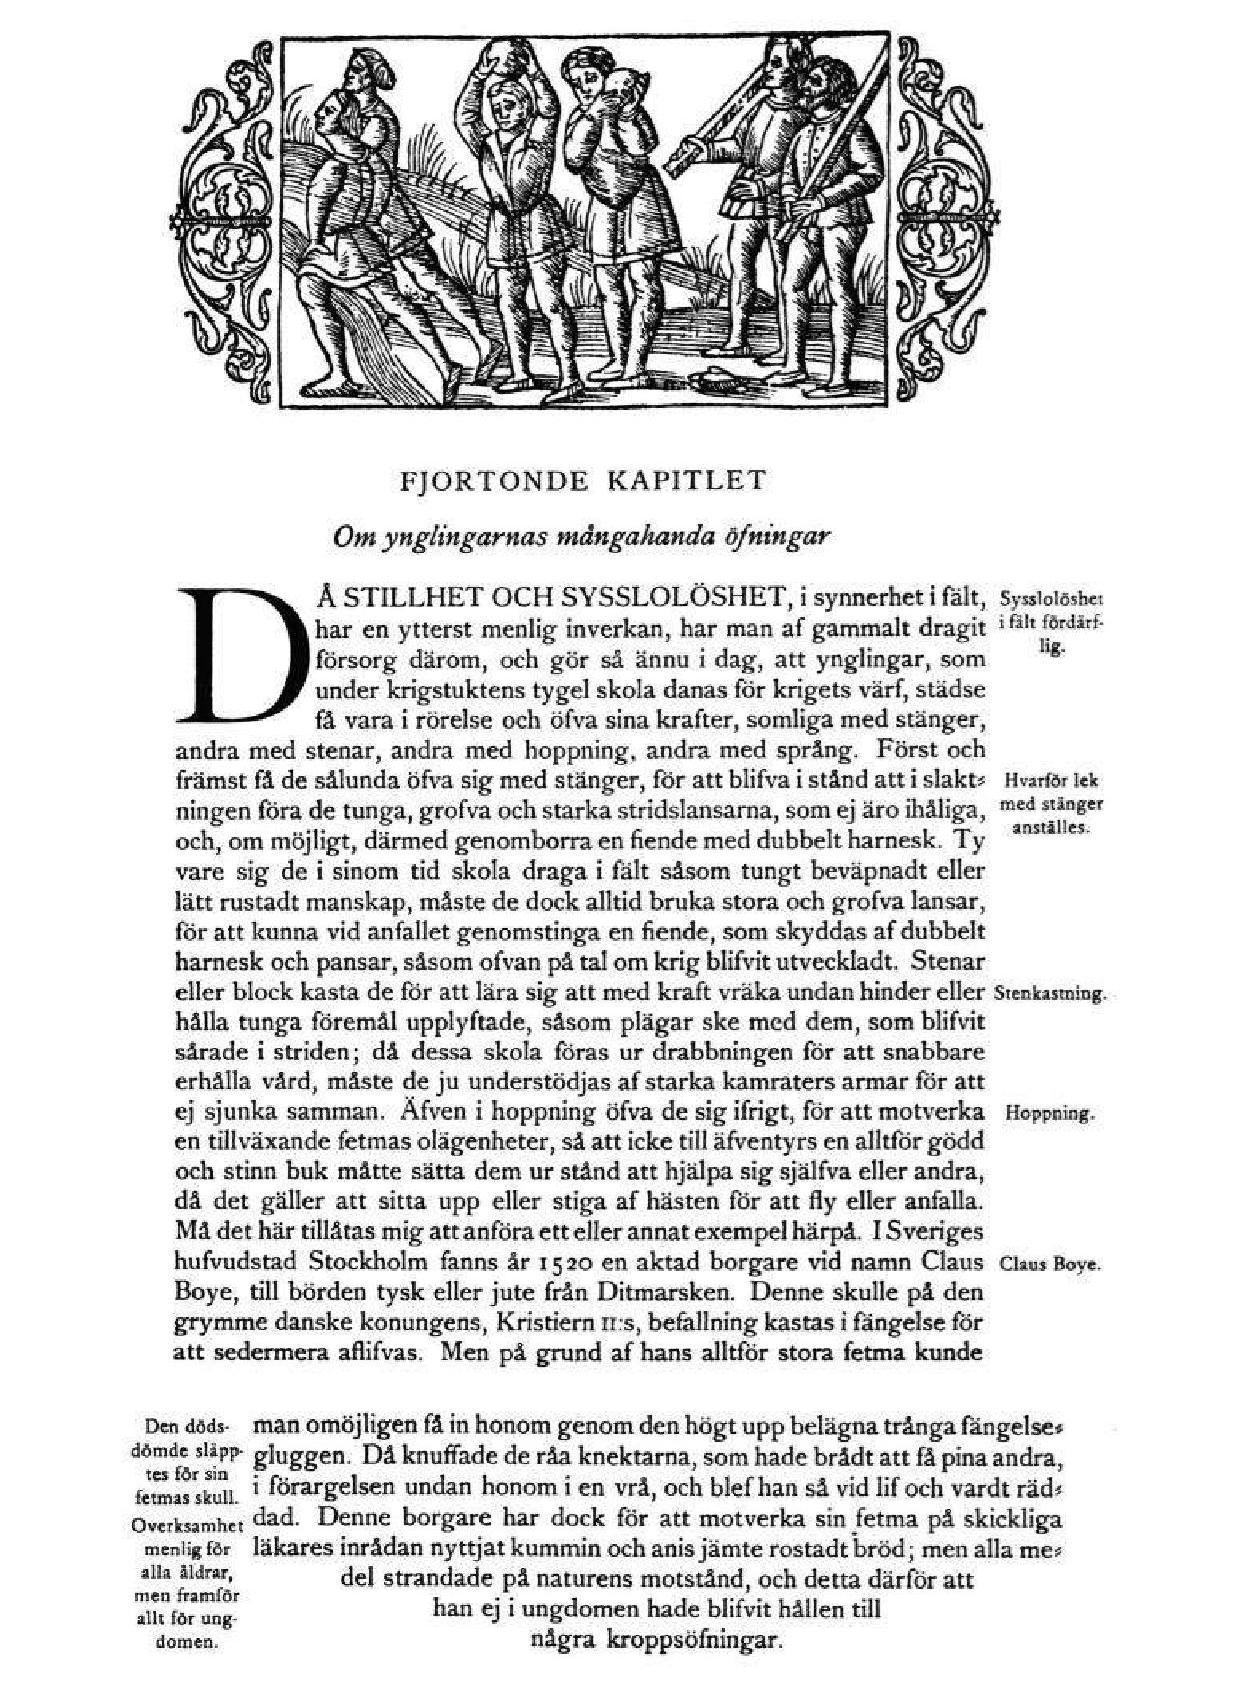 FJORTONDE KAPITLET
Om ynglingarnas mångahanda öfningar
DÅ STILLHET OCH SYSSLOLÖSHET, i synnerhet i fält,
har en ytterst menlig inverkan, har man af gammalt dragit
försorg därom, och gör så ännu i dag, att ynglingar, som
under krigstuktens tygel skola danas för krigets värf, städse
få vara i rörelse och öfva sina krafter, somliga med stänger,
andra med stenar, andra med hoppning, andra med språng. Först och
främst få de sålunda öfva sig med stänger, för att blifva i stånd att i slakt-
ningen föra de tunga, grofva och starka stridslansarna, som ej äro ihåliga,
och, om möjligt, därmed genomborra en fiende med dubbelt harnesk. Ty
vare sig de i sinom tid skola draga i fält såsom tungt beväpnadt eller
lätt rustadt manskap, måste de dock alltid bruka stora och grofva lansar,
för att kunna vid anfallet genomstinga en fiende, som skyddas af dubbelt
harnesk och pansar, såsom ofvan på tal om krig blifvit utveckladt. Stenar
eller block kasta de för att lära sig att med kraft vräka undan hinder eller
hålla tunga föremål upplyftade, såsom plägar ske med dem, som blifvit
sårade i striden; då dessa skola föras ur drabbningen för att snabbare
erhålla vård, måste de ju understödjas af starka kamraters armar för att
ej sjunka samman. Äfven i hoppning öfva de sig ifrigt, för att motverka
en tillväxande fetmas olägenheter, så att icke till äfventyrs en alltför gödd
och stinn buk måtte sätta dem ur stånd att hjälpa sig själfva eller andra,
då det gäller att sitta upp eller stiga af hästen för att fly eller anfalla.
Må det här tillåtas mig att anföra ett eller annat exempel härpå. I Sveriges
hufvudstad Stockholm fanns år 1520 en aktad borgare vid namn Claus
Boye, till börden tysk eller jute från Ditmarsken. Denne skulle på den
grymme danske konungens, Kristiern II:s, befallning kastas i fängelse för
att sedermera aflifvas. Men på grund af hans alltför stora fetma kunde
Sysslolöshet
i fält fördärf-
lig.
Hvarför lek
med stänger
anställes.
Stenkastning.
Hoppning.
Claus Boye.
Den döds-
dömde släpp-
tes för sin
fetmas skull.
Overksamhet
menlig för
alla åldrar,
men framför
allt för ung-
domen.
man omöjligen få in honom genom den högt upp belägna trånga fängelse-
gluggen. Då knuffade de råa knektarna, som hade brådt att få pina andra,
i förargelsen undan honom i en vrå, och blef han så vid lif och vardt räd-
dad. Denne borgare har dock för att motverka sin fetma på skickliga
läkares inrådan nyttjat kummin och anis jämte rostadt bröd; men alla me-
del strandade på naturens motstånd, och detta därför att
han ej i ungdomen hade blifvit hållen till
några kroppsöfningar.